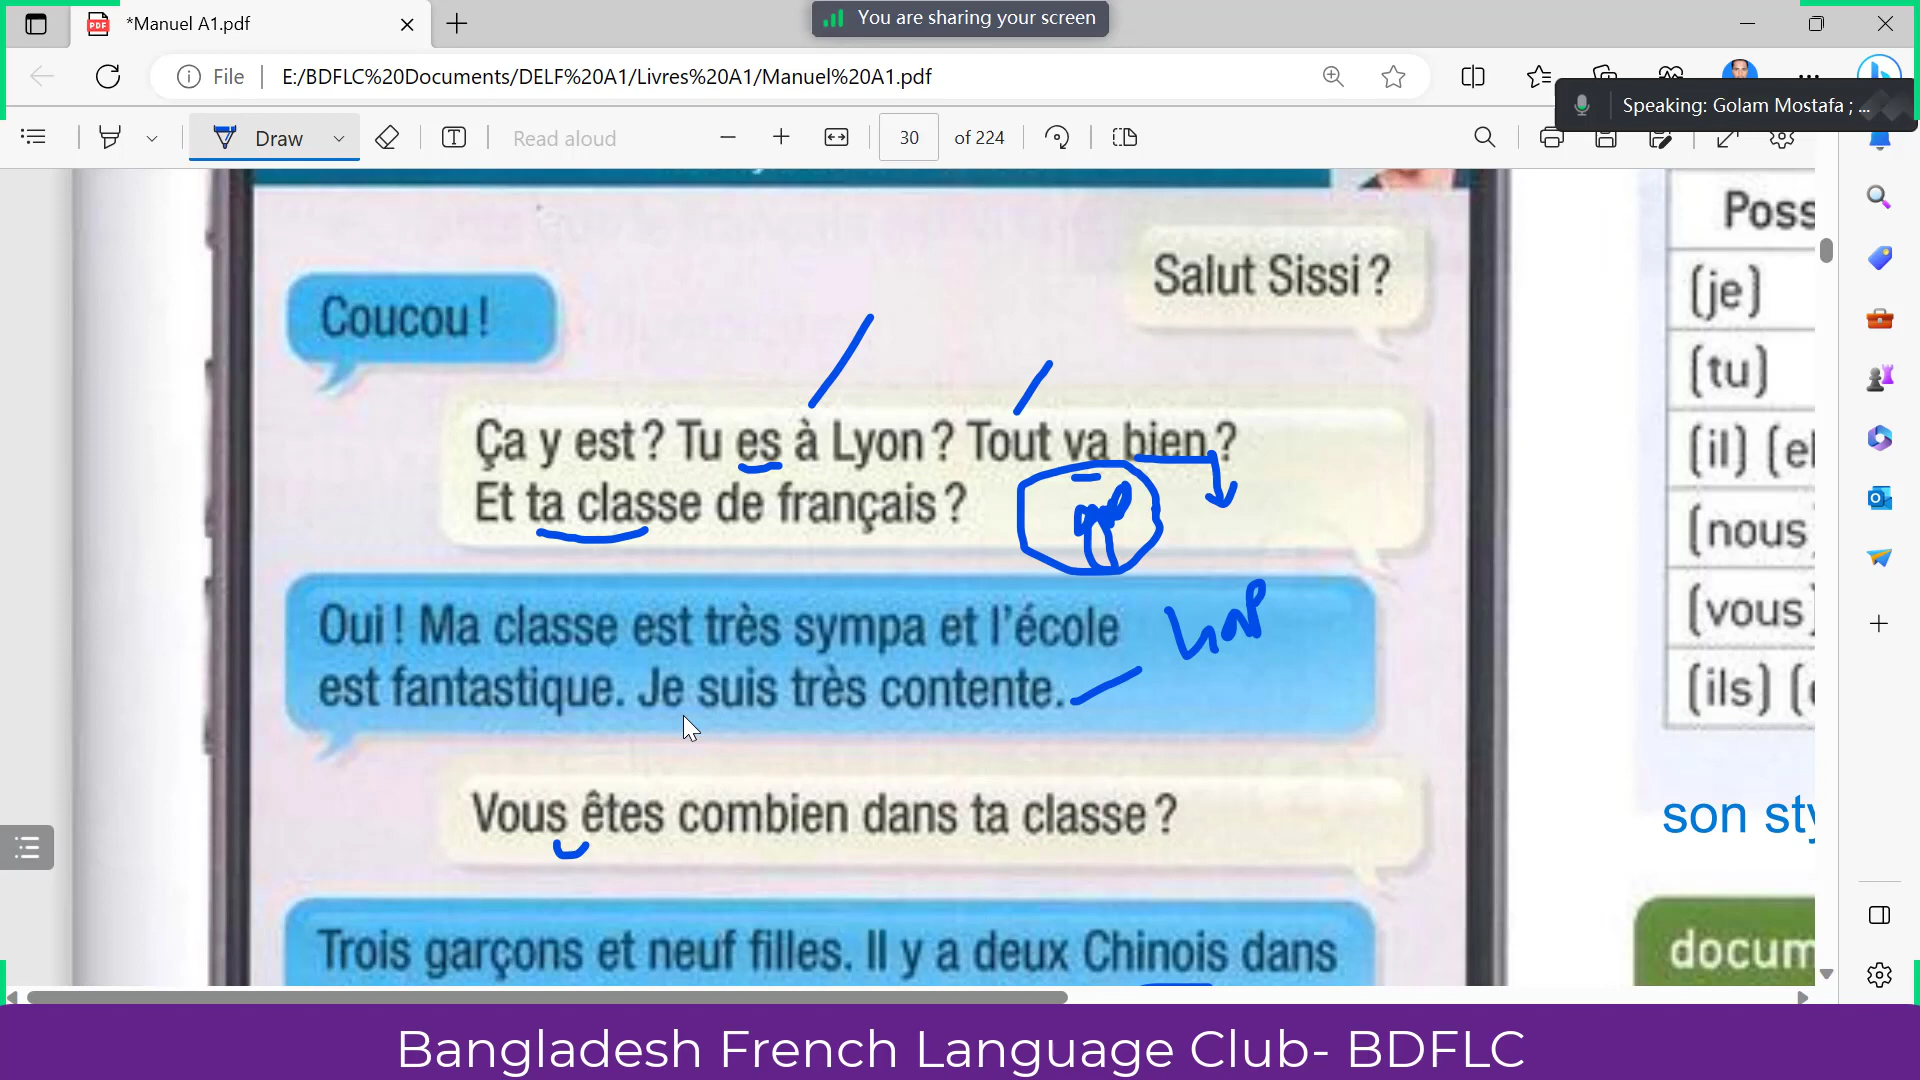 *Manuel A1.pdf
You are sharing your screen
File
E:/BDFLC%20Documents/DELF%20A1/Livres%20A1/Manuel%20A1.pdf
Speaking: Golam Mostafa ; ...
Draw
Read aloud
30
of 224
Salut Sissi ?
Coucou !
Ça y est ? Tu es à Lyon ? Tout va bien ?
Et ta classe de français ?
Oui ! Ma classe est très sympa et l'école
est fantastique. Je suis très contente.
Vous êtes combien dans ta classe ?
Trois garçons et neuf filles. Il y a deux Chinois dans
Poss
(je)
(tu)
(il) (el
(nous
(vous)
(ils) (
son sty
docum
Bangladesh French Language Club- BDFLC